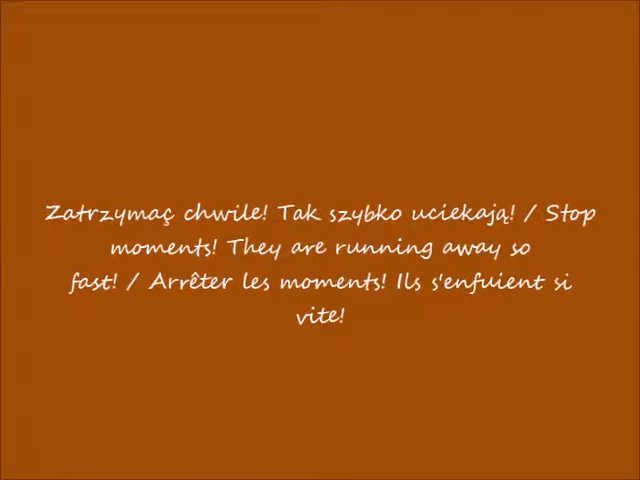 Zatrzymaç chwile! Tak szybko uciekają! / Stop
moments! They are running away so
fast! / Arrêter les moments! Ils s'enfuient si
vite!